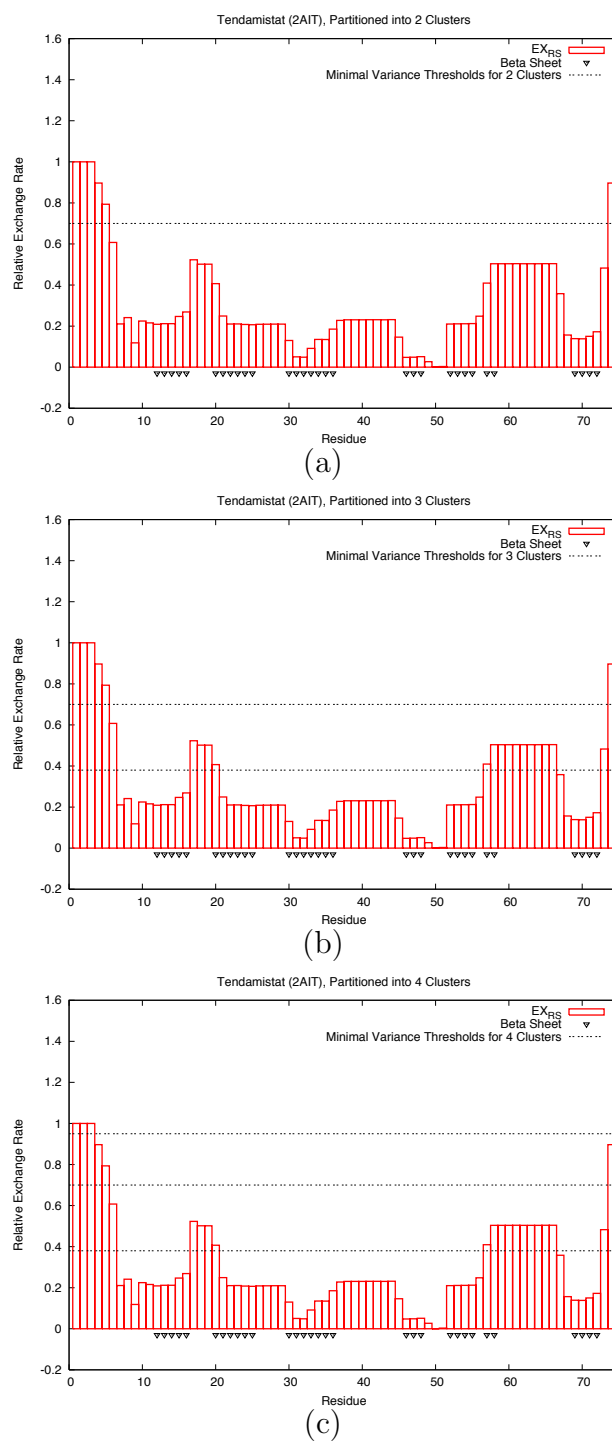 Tendamistat (2AIT), Partitioned into 2 Clusters
1.6
EX_RS
Beta Sheet
Minimal Variance Thresholds for 2 Clusters
1.4
1.2
1
0.8
0.6
0.4
0.2
0
-0.2
Relative Exchange Rate
0 10 20 30 40 50 60 70
Residue
(a)
Tendamistat (2AIT), Partitioned into 3 Clusters
1.6
EX_RS
Beta Sheet
Minimal Variance Thresholds for 3 Clusters
1.4
1.2
1
0.8
0.6
0.4
0.2
0
-0.2
Relative Exchange Rate
0 10 20 30 40 50 60 70
Residue
(b)
Tendamistat (2AIT), Partitioned into 4 Clusters
1.6
EX_RS
Beta Sheet
Minimal Variance Thresholds for 4 Clusters
1.4
1.2
1
0.8
0.6
0.4
0.2
0
-0.2
Relative Exchange Rate
0 10 20 30 40 50 60 70
Residue
(c)